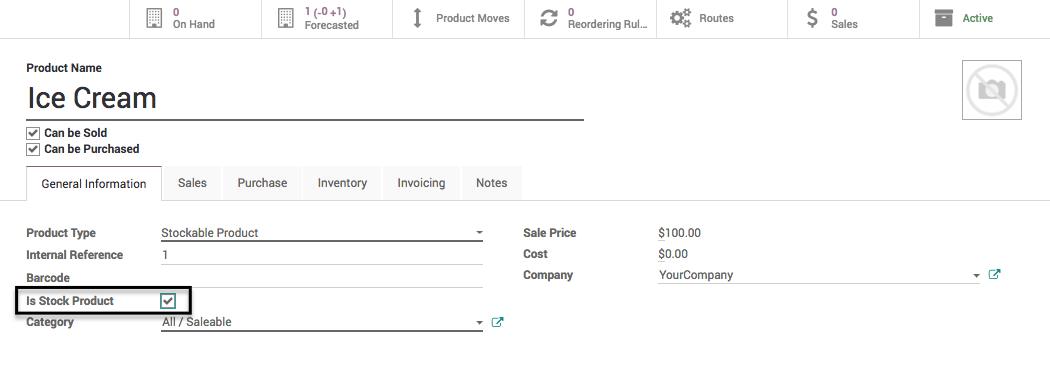 0
On Hand
1 (-0 +1)
Forecasted
Product Moves
0
Reordering Rul...
Routes
$
0
Sales
Active
Product Name
Ice Cream
Can be Sold
Can be Purchased
General Information
Sales
Purchase
Inventory
Invoicing
Notes
Product Type Stockable Product
Internal Reference 1
Barcode
Is Stock Product
Category All / Saleable
Sale Price $100.00
Cost $0.00
Company YourCompany